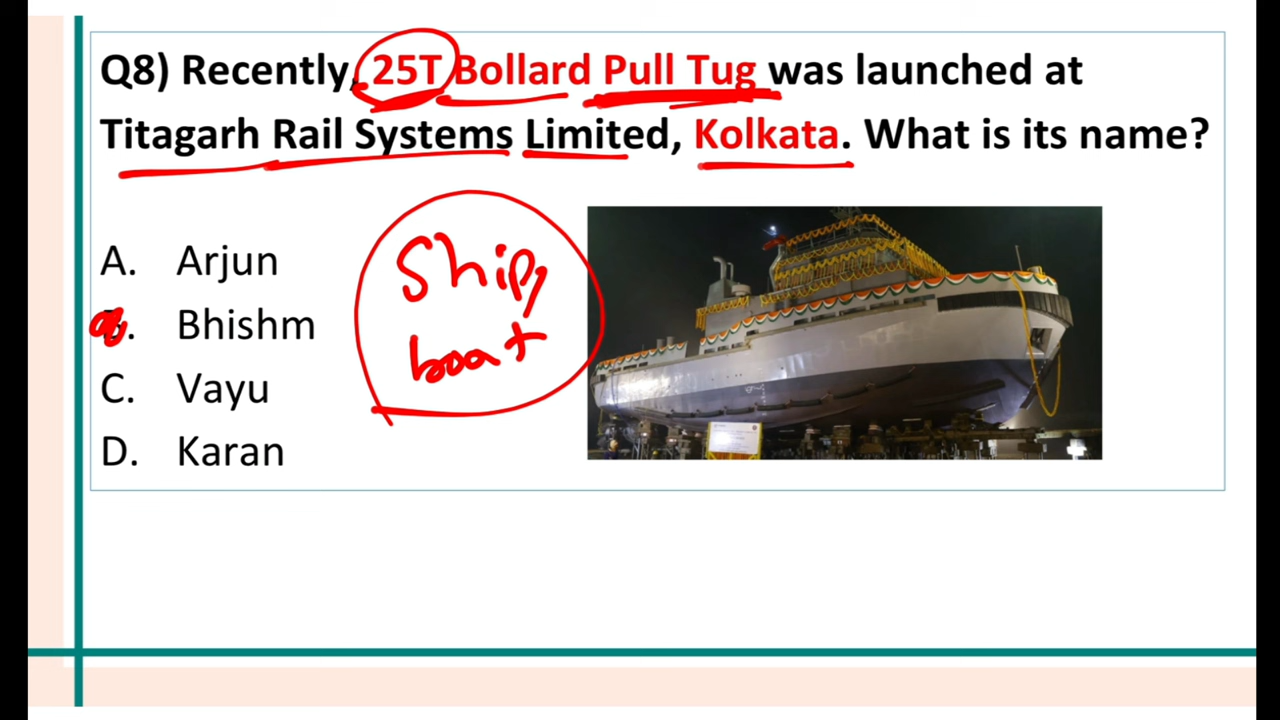 Q8) Recently, 25T Bollard Pull Tug was launched at
Titagarh Rail Systems Limited, Kolkata. What is its name?
A. Arjun
Bhishm
C. Vayu
D. Karan
Ship,
boat